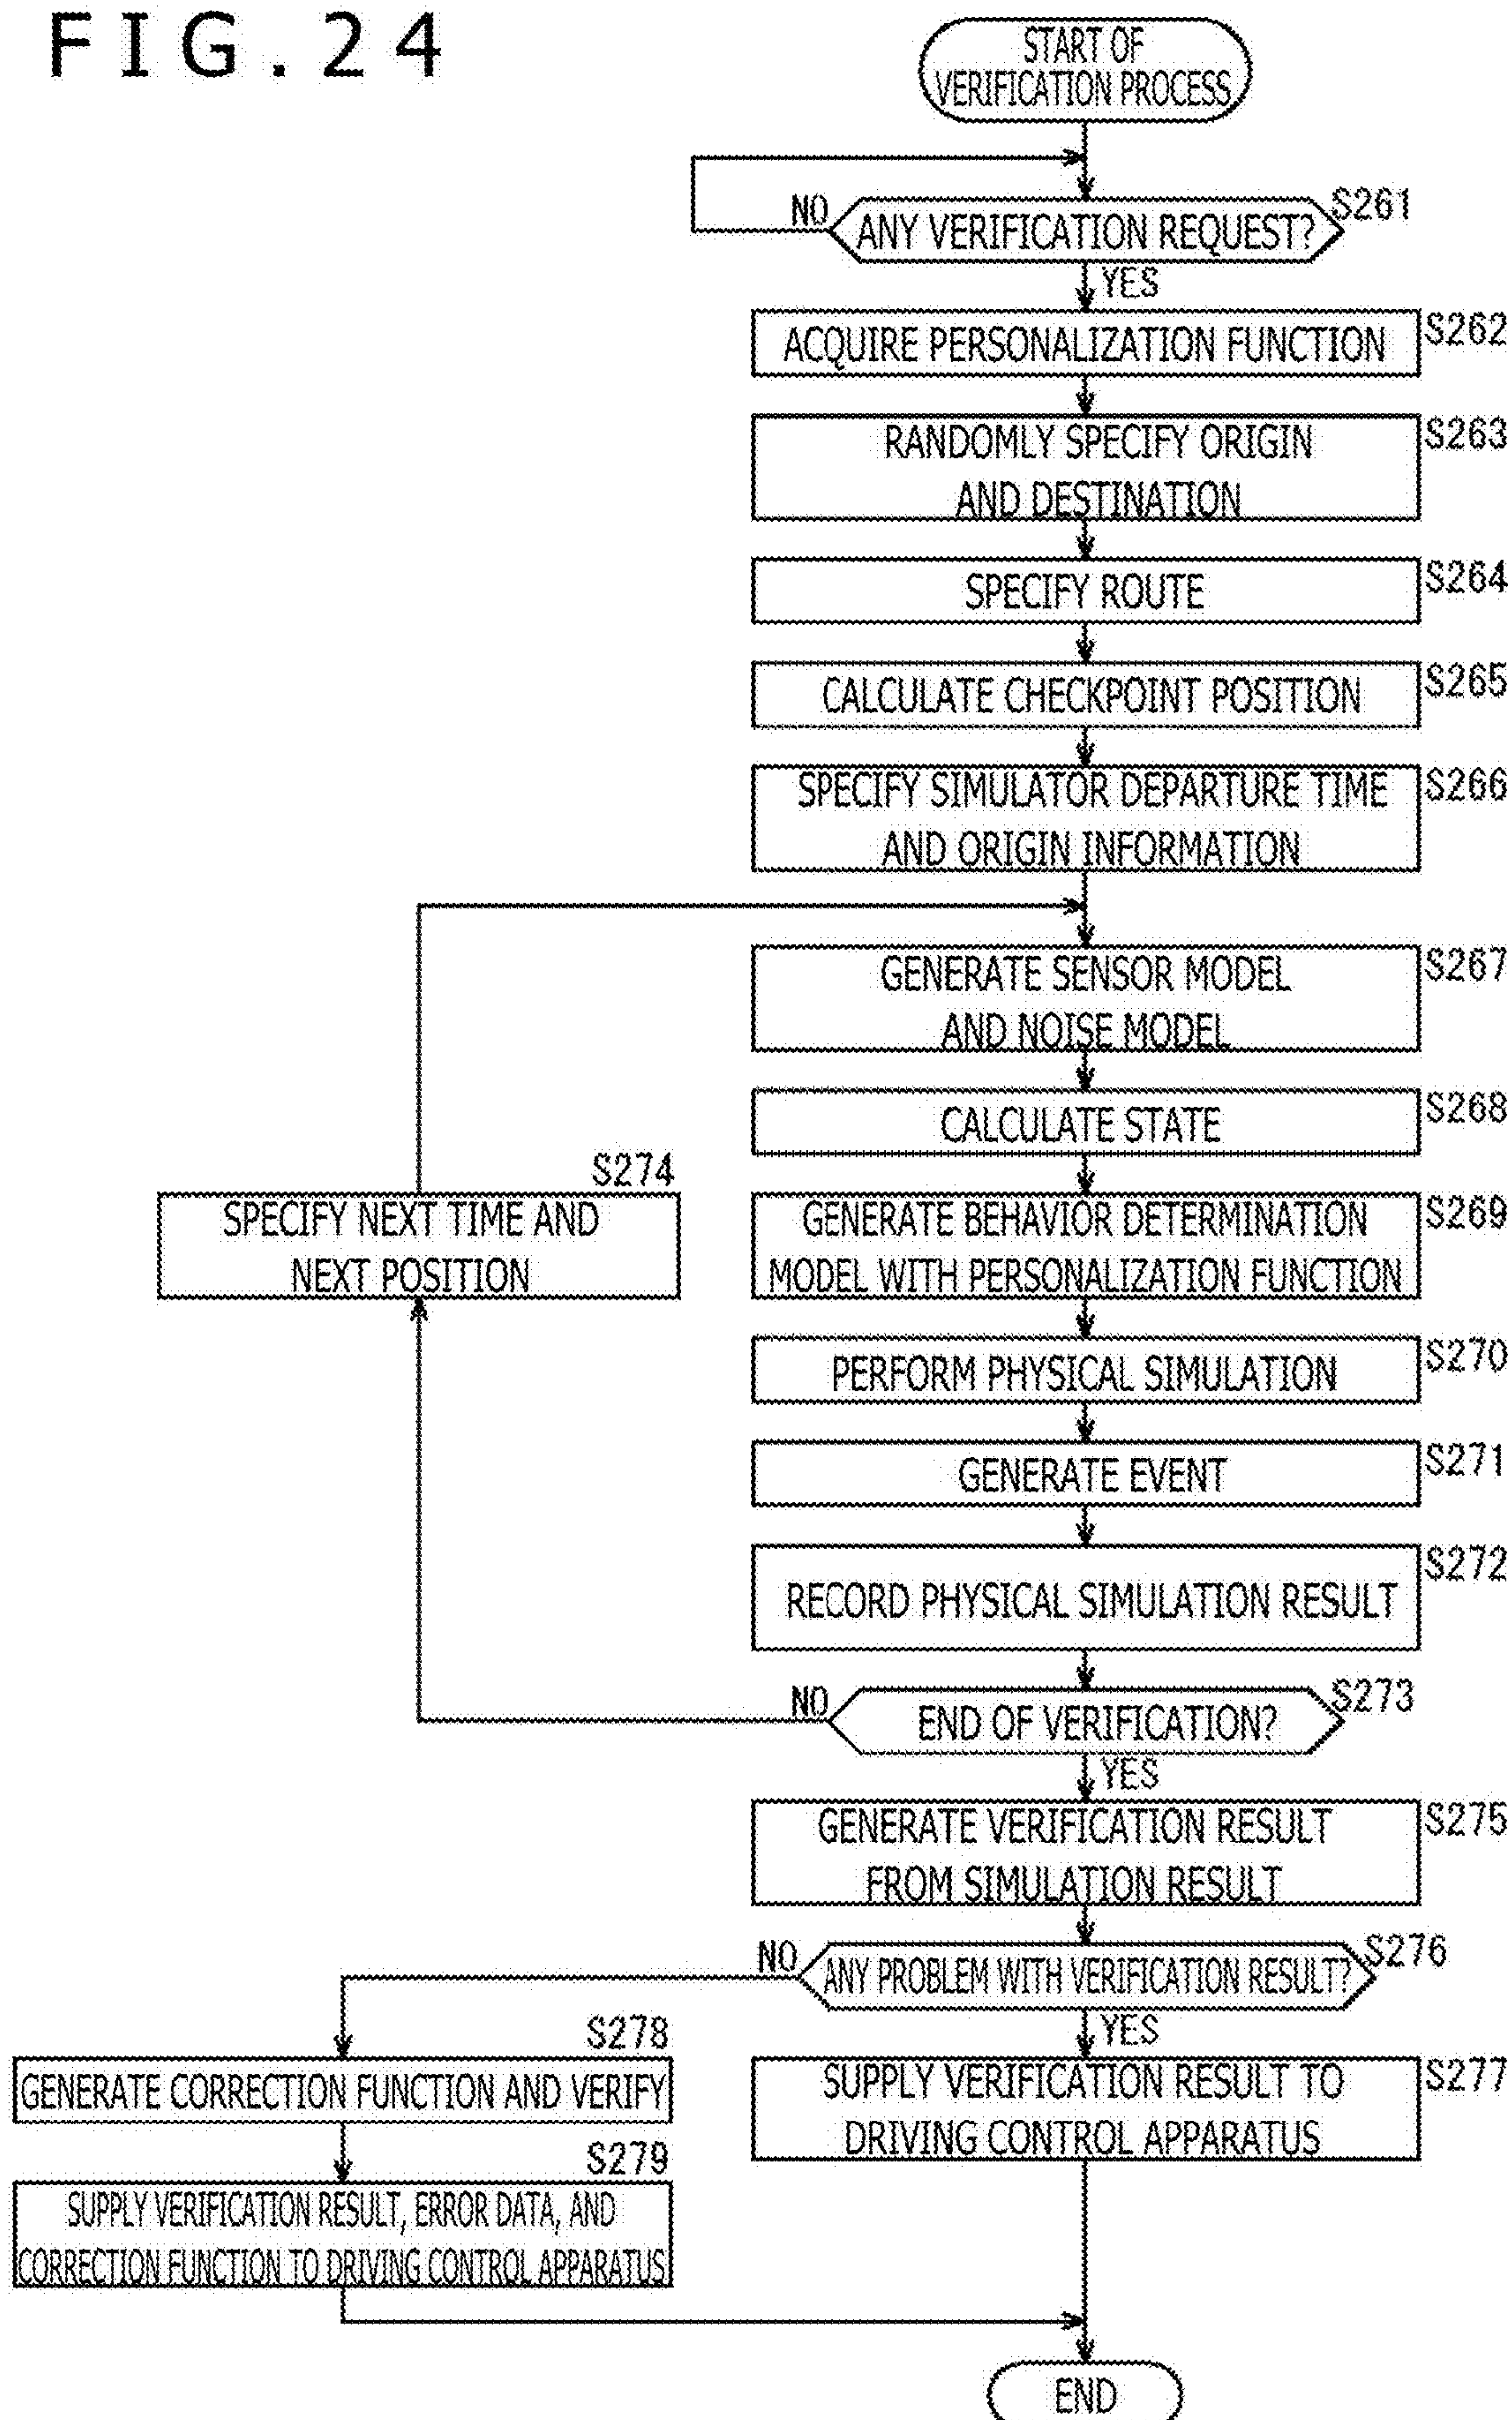 FIG.24
START OF
VERIFICATION PROCESS
NO
S261
ANY VERIFICATION REQUEST?
YES
S262
ACQUIRE PERSONALIZATION FUNCTION
S263
RANDOMLY SPECIFY ORIGIN
AND DESTINATION
S264
SPECIFY ROUTE
S265
CALCULATE CHECKPOINT POSITION
S266
SPECIFY SIMULATOR DEPARTURE TIME
AND ORIGIN INFORMATION
S267
GENERATE SENSOR MODEL
AND NOISE MODEL
S268
CALCULATE STATE
S274
SPECIFY NEXT TIME AND
NEXT POSITION
S269
GENERATE BEHAVIOR DETERMINATION
MODEL WITH PERSONALIZATION FUNCTION
S270
PERFORM PHYSICAL SIMULATION
S271
GENERATE EVENT
S272
RECORD PHYSICAL SIMULATION RESULT
NO
S273
END OF VERIFICATION?
YES
S275
GENERATE VERIFICATION RESULT
FROM SIMULATION RESULT
NO
S276
ANY PROBLEM WITH VERIFICATION RESULT?
YES
S278
GENERATE CORRECTION FUNCTION AND VERIFY
S277
SUPPLY VERIFICATION RESULT TO
DRIVING CONTROL APPARATUS
S279
SUPPLY VERIFICATION RESULT, ERROR DATA, AND
CORRECTION FUNCTION TO DRIVING CONTROL APPARATUS
END